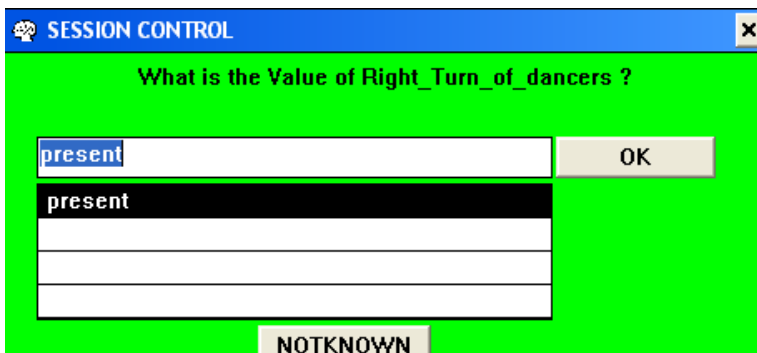 SESSION CONTROL
What is the Value of Right_Turn_of_dancers ?
present OK
present
NOTKNOWN